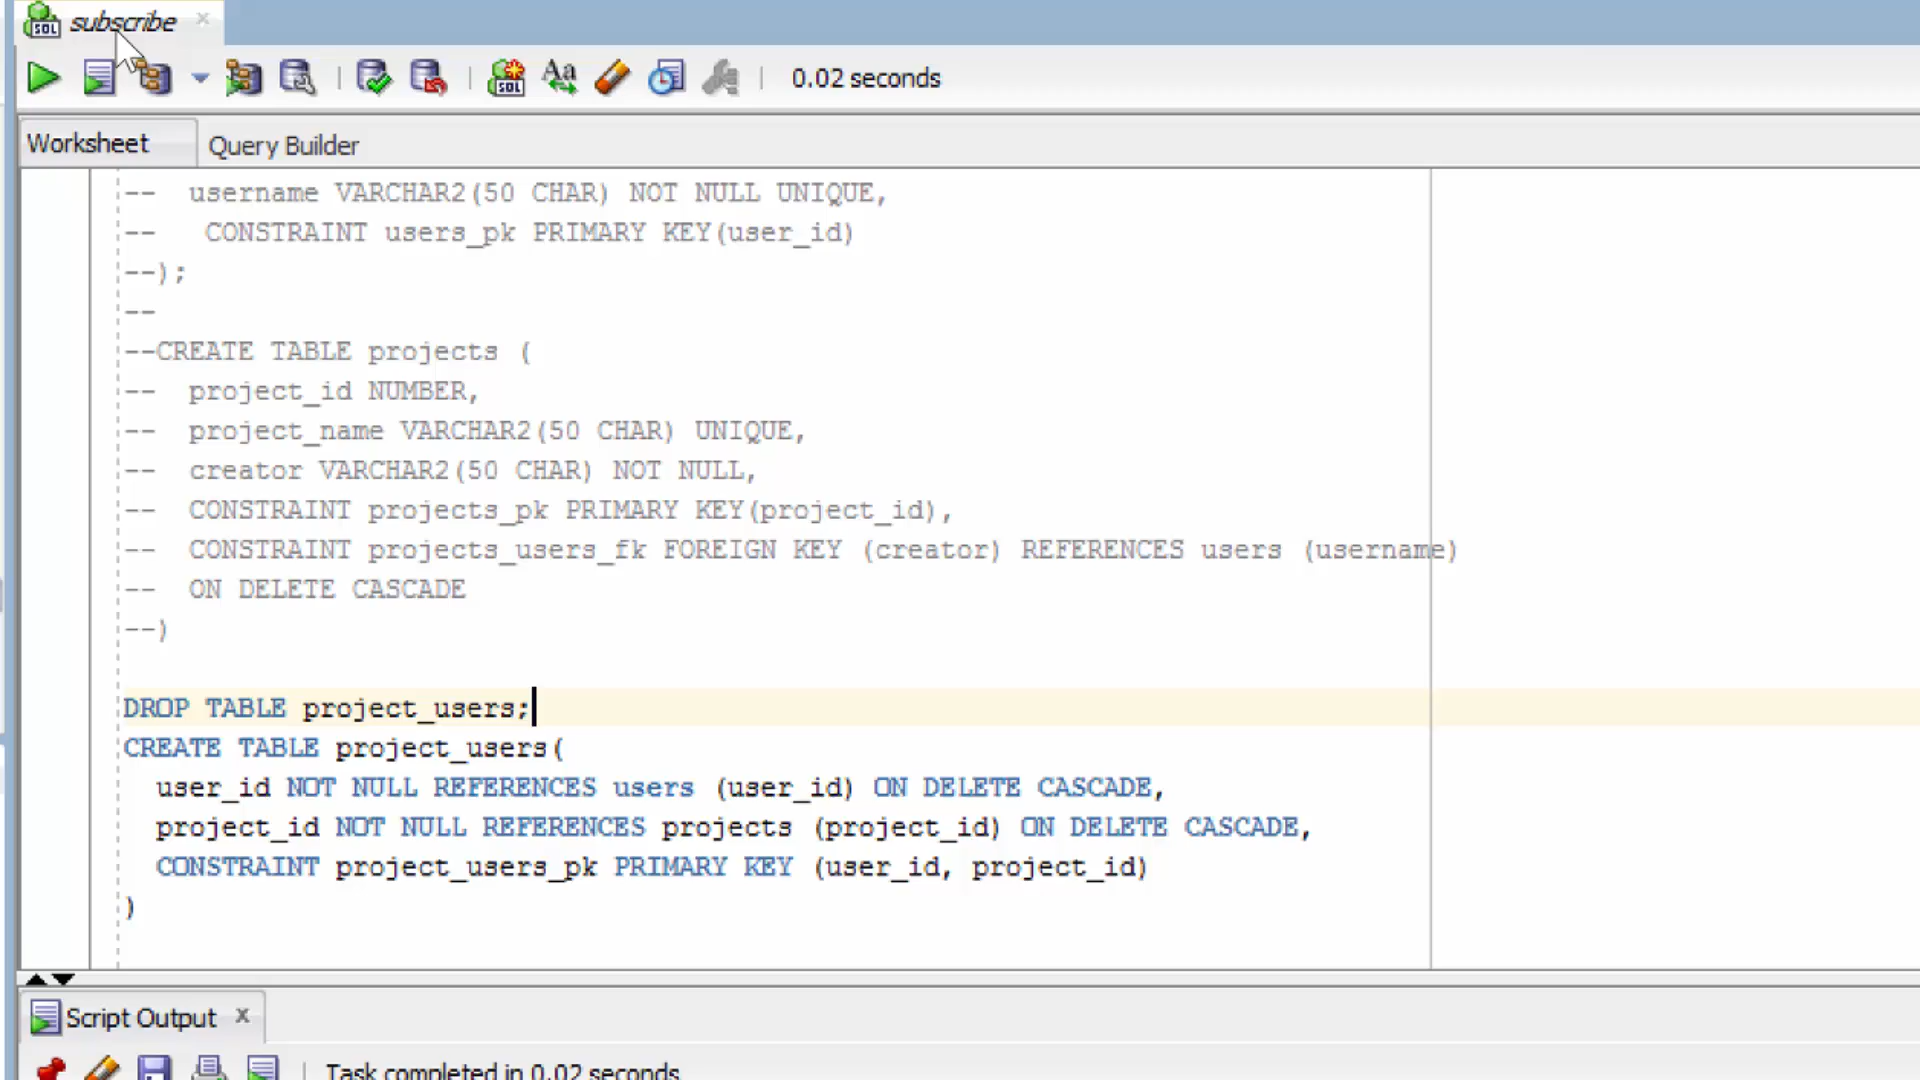 subscribe
0.02 seconds
Worksheet
Query Builder
--  username VARCHAR2(50 CHAR) NOT NULL UNIQUE,
--   CONSTRAINT users_pk PRIMARY KEY(user_id)
--);
--
--CREATE TABLE projects (
--  project_id NUMBER,
--  project_name VARCHAR2(50 CHAR) UNIQUE,
--  creator VARCHAR2(50 CHAR) NOT NULL,
--  CONSTRAINT projects_pk PRIMARY KEY(project_id),
--  CONSTRAINT projects_users_fk FOREIGN KEY (creator) REFERENCES users (username)
--  ON DELETE CASCADE
--)
DROP TABLE project_users;
CREATE TABLE project_users(
  user_id NOT NULL REFERENCES users (user_id) ON DELETE CASCADE,
  project_id NOT NULL REFERENCES projects (project_id) ON DELETE CASCADE,
  CONSTRAINT project_users_pk PRIMARY KEY (user_id, project_id)
)
Script Output
Task completed in 0.02 seconds